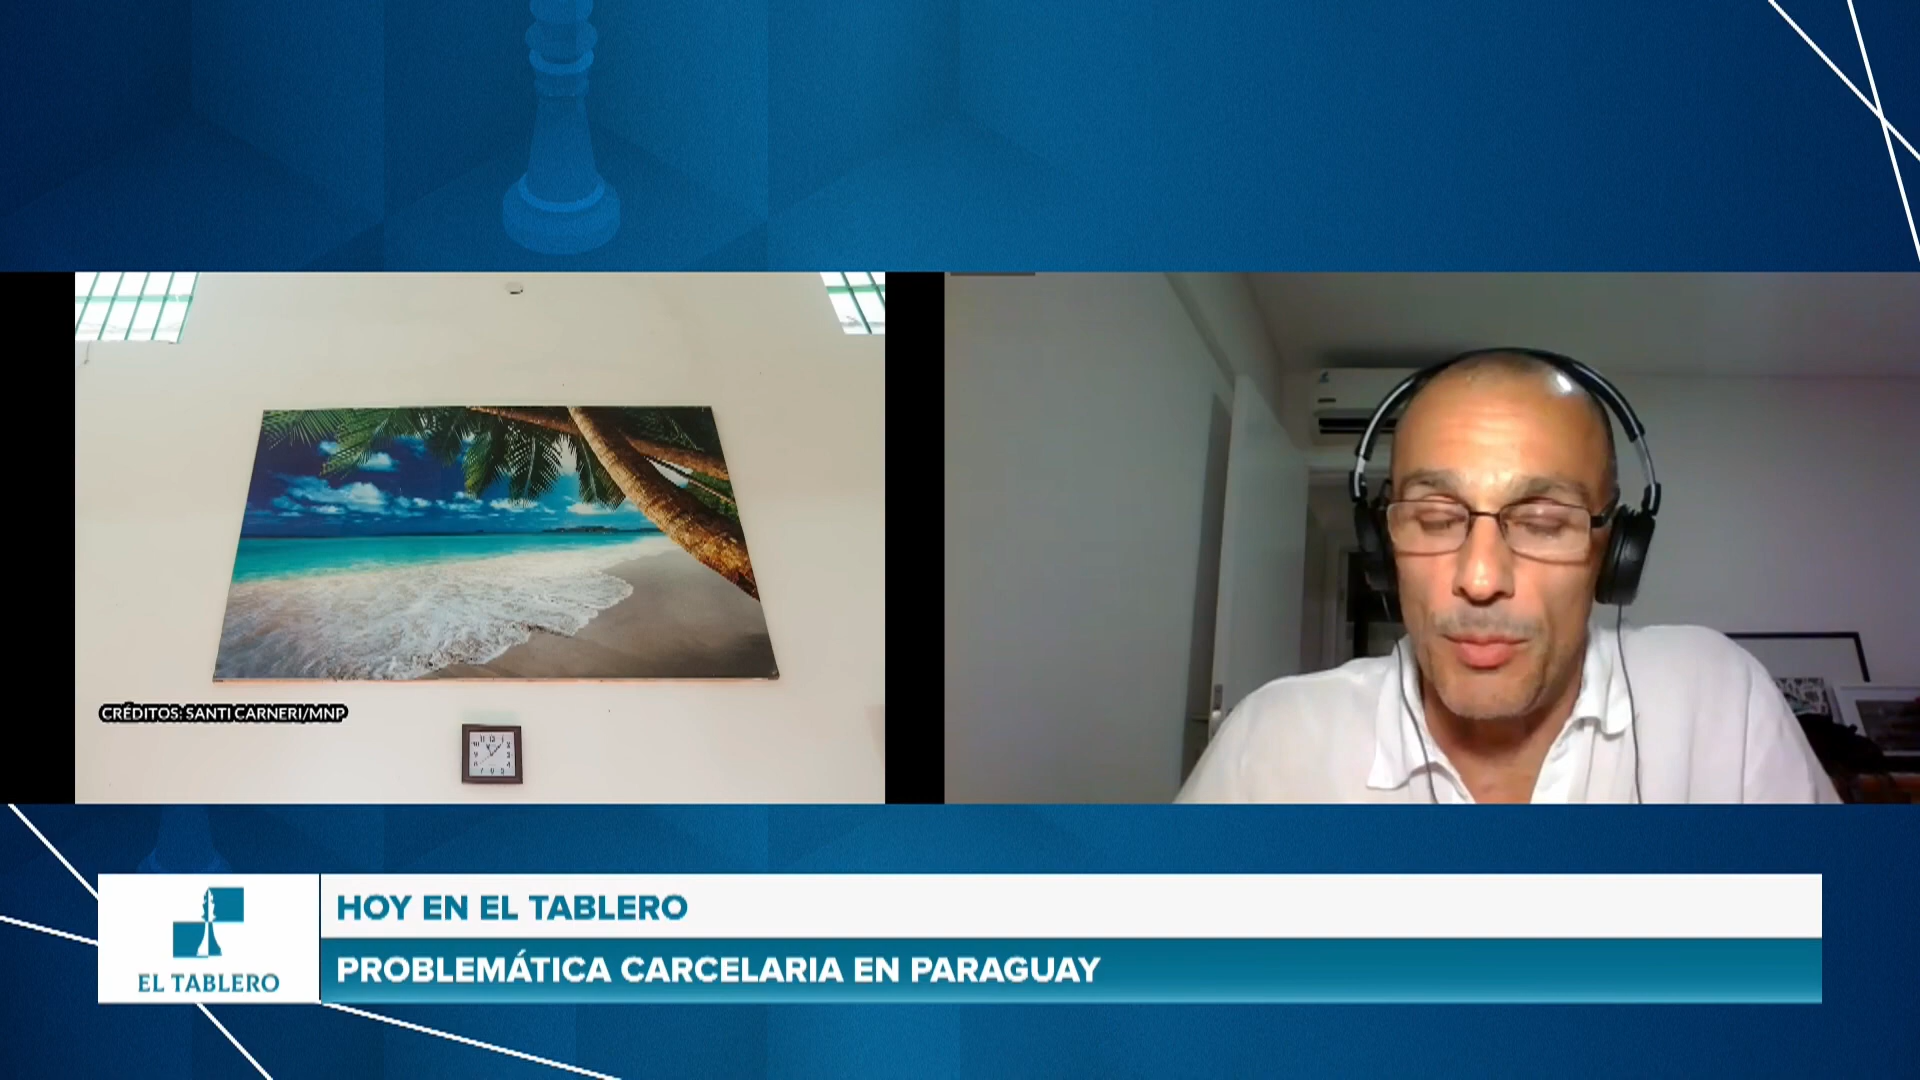 CRÉDITOS: SANTI CARNERI/MNP
EL TABLERO
HOY EN EL TABLERO
PROBLEMÁTICA CARCELARIA EN PARAGUAY